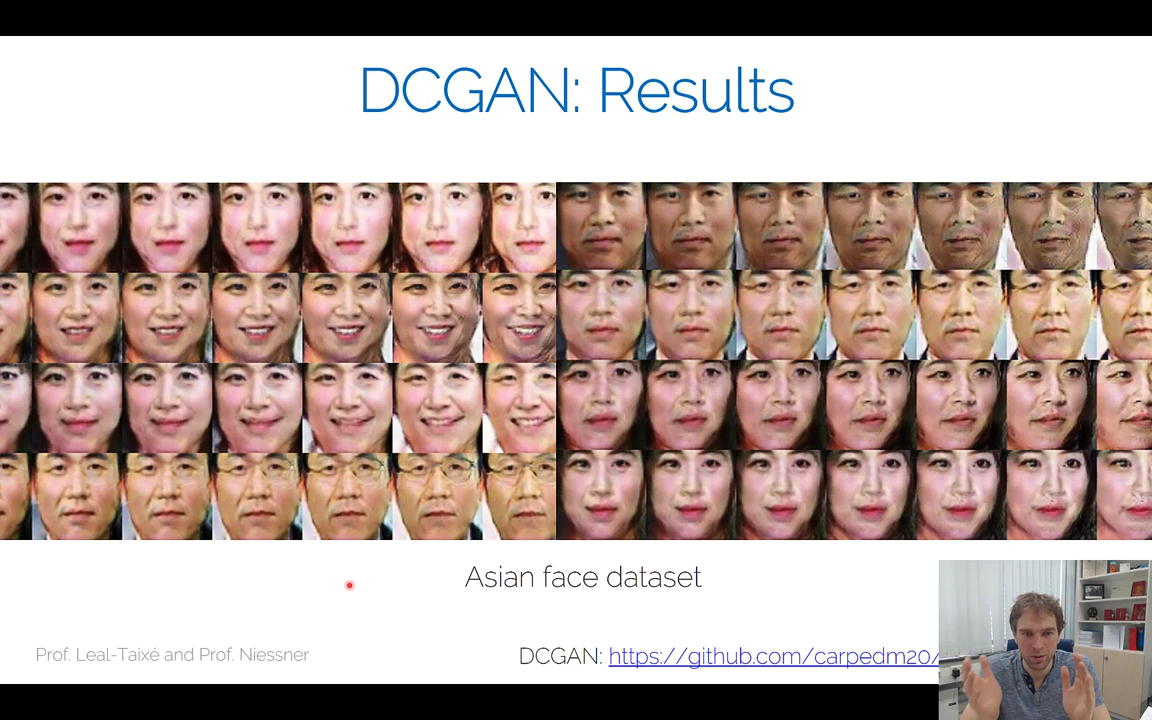 DCGAN: Results
Asian face dataset
Prof. Leal-Taixé and Prof. Niessner
DCGAN: https://github.com/carpedm20/